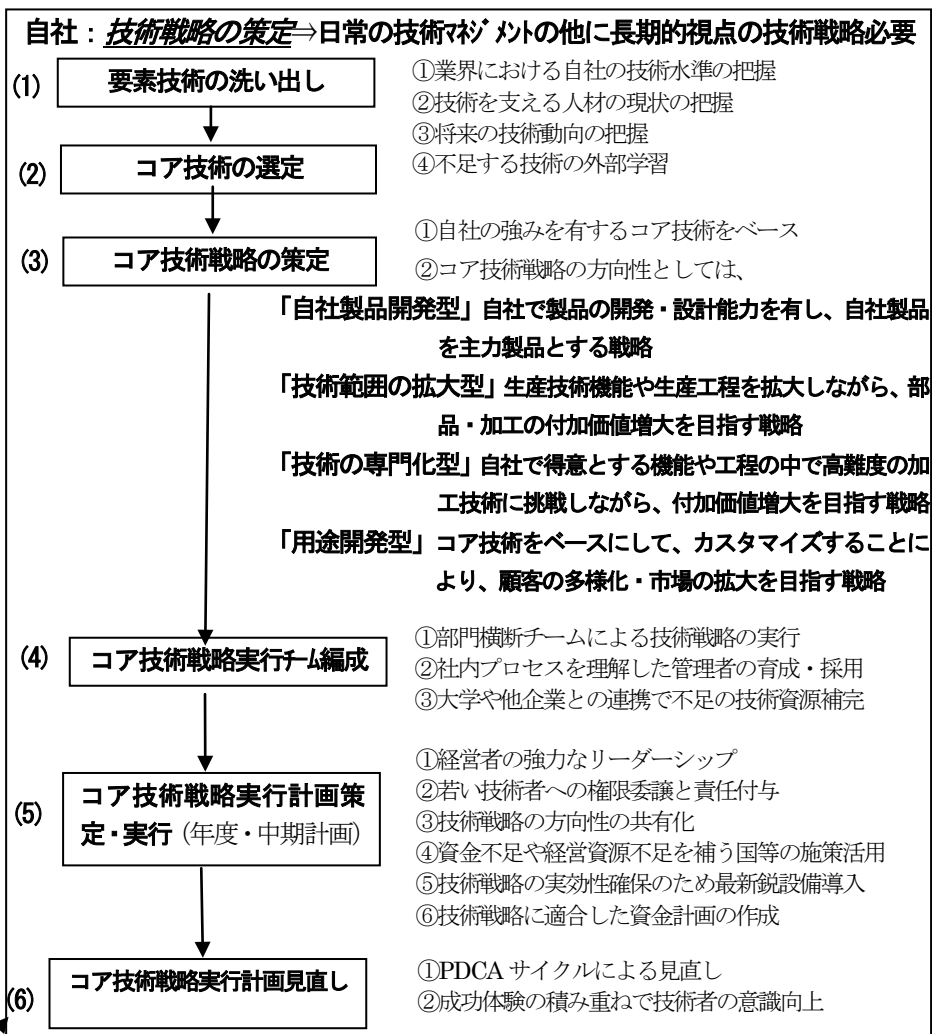 自社：技術戦略の策定→日常の技術ﾏﾈｼﾞﾒﾝﾄの他に長期的視点の技術戦略必要
(1) 要素技術の洗い出し
①業界における自社の技術水準の把握
②技術を支える人材の現状の把握
③将来の技術動向の把握
④不足する技術の外部学習
(2) コア技術の選定
(3) コア技術戦略の策定
①自社の強みを有するコア技術をベース
②コア技術戦略の方向性としては、
「自社製品開発型」自社で製品の開発・設計能力を有し、自社製品
を主力製品とする戦略
「技術範囲の拡大型」生産技術機能や生産工程を拡大しながら、部
品・加工の付加価値増大を目指す戦略
「技術の専門化型」自社で得意とする機能や工程の中で高難度の加
工技術に挑戦しながら、付加価値増大を目指す戦略
「用途開発型」コア技術をベースにして、カスタマイズすることに
より、顧客の多様化・市場の拡大を目指す戦略
(4) コア技術戦略実行ﾁｰﾑ編成
①部門横断チームによる技術戦略の実行
②社内プロセスを理解した管理者の育成・採用
③大学や他企業との連携で不足の技術資源補完
(5) コア技術戦略実行計画策
定・実行（年度・中期計画）
①経営者の強力なリーダーシップ
②若い技術者への権限委譲と責任付与
③技術戦略の方向性の共有化
④資金不足や経営資源不足を補う国等の施策活用
⑤技術戦略の実効性確保のため最新鋭設備導入
⑥技術戦略に適合した資金計画の作成
(6) コア技術戦略実行計画見直し
①PDCA サイクルによる見直し
②成功体験の積み重ねで技術者の意識向上